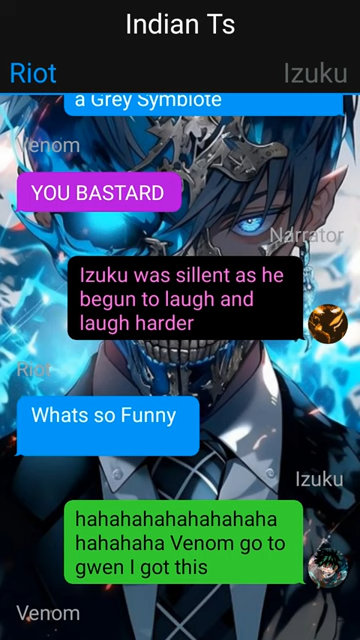 Indian Ts
Riot
Izuku
a Grey Symbiote
Venom
YOU BASTARD
Narrator
Izuku was sillent as he
begun to laugh and
laugh harder
Riot
Whats so Funny
Izuku
hahahahahahahahaha
hahahaha Venom go to
gwen I got this
Venom